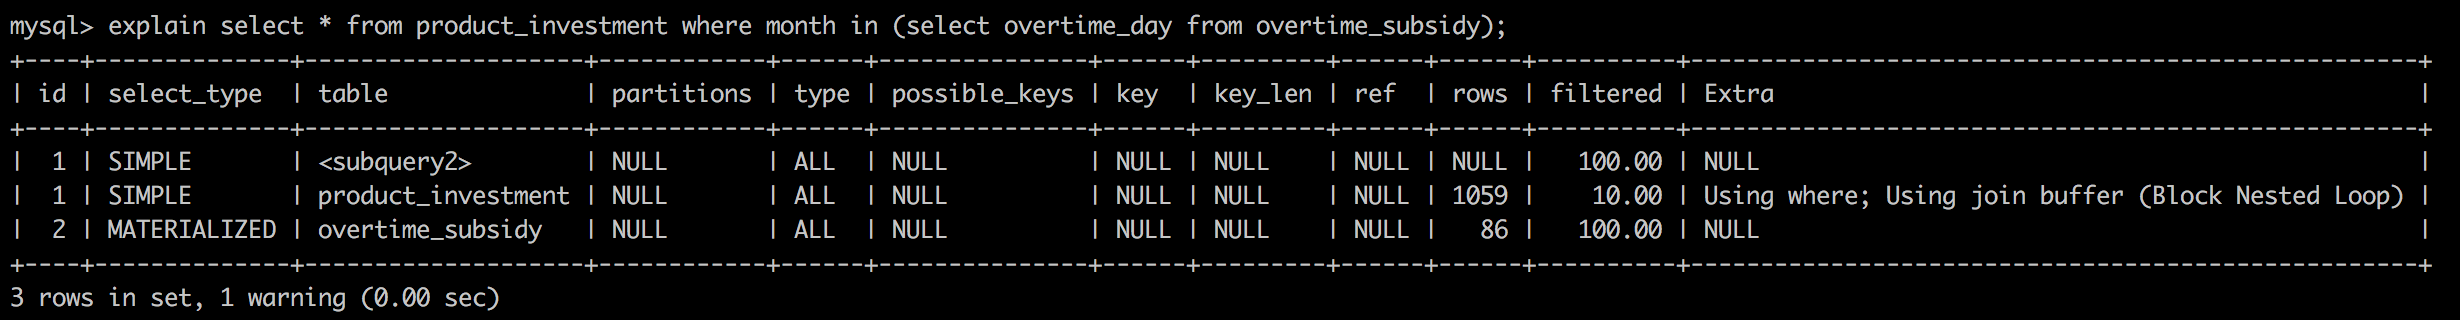 mysql> explain select * from product_investment where month in (select overtime_day from overtime_subsidy);
+----+--------------+--------------------+------------+------+---------------+------+---------+------+------+----------+----------------------------------------------------+
| id | select_type  | table              | partitions | type | possible_keys | key  | key_len | ref  | rows | filtered | Extra                                              |
+----+--------------+--------------------+------------+------+---------------+------+---------+------+------+----------+----------------------------------------------------+
|  1 | SIMPLE       | <subquery2>        | NULL       | ALL  | NULL          | NULL | NULL    | NULL | NULL |   100.00 | NULL                                               |
|  1 | SIMPLE       | product_investment | NULL       | ALL  | NULL          | NULL | NULL    | NULL | 1059 |    10.00 | Using where; Using join buffer (Block Nested Loop) |
|  2 | MATERIALIZED | overtime_subsidy   | NULL       | ALL  | NULL          | NULL | NULL    | NULL |   86 |   100.00 | NULL                                               |
+----+--------------+--------------------+------------+------+---------------+------+---------+------+------+----------+----------------------------------------------------+
3 rows in set, 1 warning (0.00 sec)